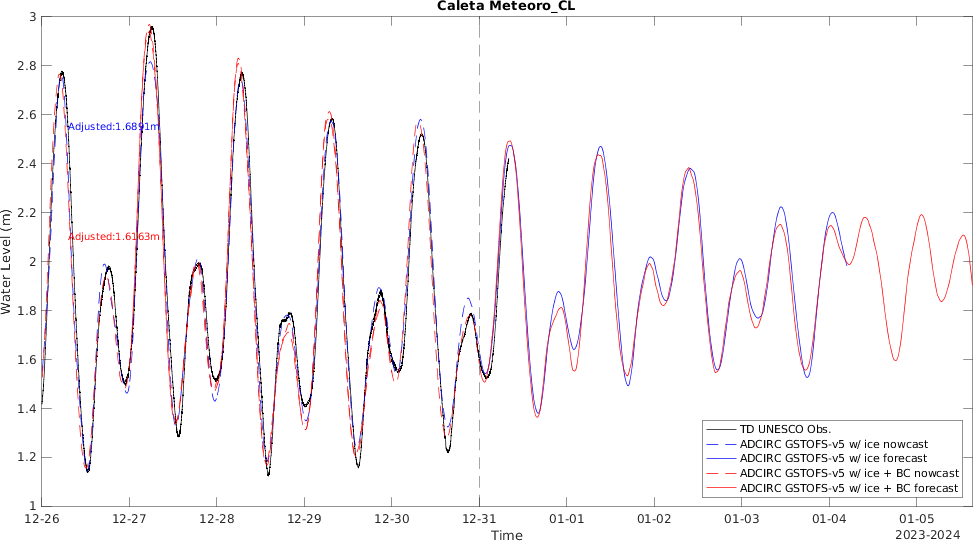 Caleta Meteoro_CL
3
2.8
2.6
2.4
2.2
2
1.8
1.6
1.4
1.2
1
Water Level (m)
Adjusted:1.6891m
Adjusted:1.6163m
TD UNESCO Obs.
ADCIRC GSTOFS-v5 w/ ice nowcast
ADCIRC GSTOFS-v5 w/ ice forecast
ADCIRC GSTOFS-v5 w/ ice + BC nowcast
ADCIRC GSTOFS-v5 w/ ice + BC forecast
12-26 12-27 12-28 12-29 12-30 12-31 01-01 01-02 01-03 01-04 01-05
Time
2023-2024